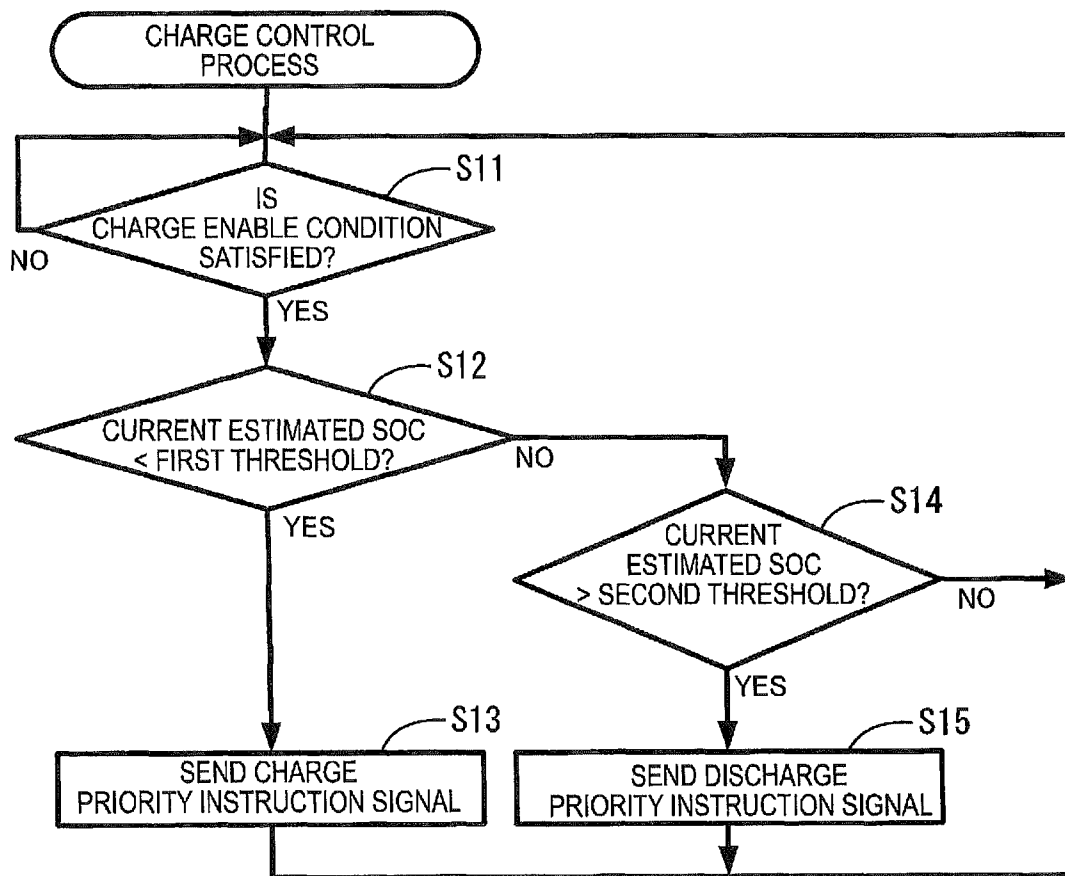 CHARGE CONTROL
PROCESS
S11
IS
CHARGE ENABLE CONDITION
SATISFIED?
NO
YES
S12
CURRENT ESTIMATED SOC
< FIRST THRESHOLD?
NO
YES
S14
CURRENT
ESTIMATED SOC
> SECOND THRESHOLD?
NO
YES
S13
SEND CHARGE
PRIORITY INSTRUCTION SIGNAL
S15
SEND DISCHARGE
PRIORITY INSTRUCTION SIGNAL